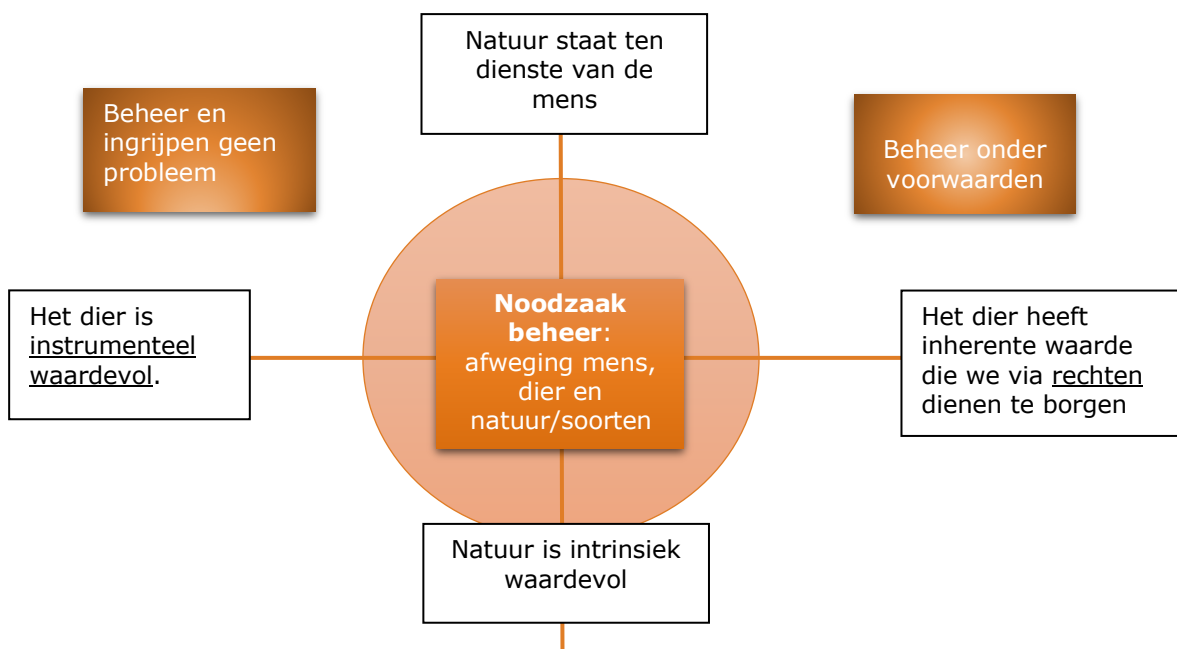 Natuur staat ten
dienste van de
mens
Beheer en
ingrijpen geen
probleem
Beheer onder
voorwaarden
Het dier is
instrumenteel
waardevol.
Noodzaak
beheer:
afweging mens,
dier en
natuur/soorten
Het dier heeft
inherente waarde
die we via rechten
dienen te borgen
Natuur is intrinsiek
waardevol